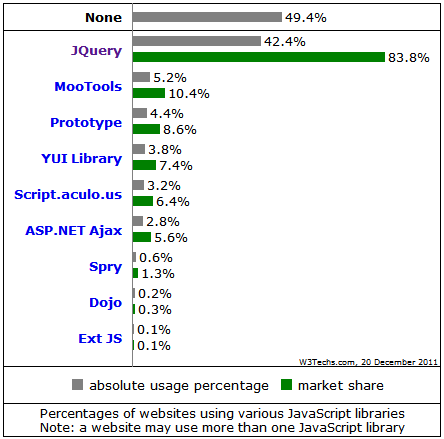 None 49.4%
JQuery 42.4%
83.8%
MooTools 5.2%
10.4%
Prototype 4.4%
8.6%
YUI Library 3.8%
7.4%
Script.aculo.us 3.2%
6.4%
ASP.NET Ajax 2.8%
5.6%
Spry 0.6%
1.3%
Dojo 0.2%
0.3%
Ext JS 0.1%
0.1%
W3Techs.com, 20 December 2011
absolute usage percentage market share
Percentages of websites using various JavaScript libraries
Note: a website may use more than one JavaScript library